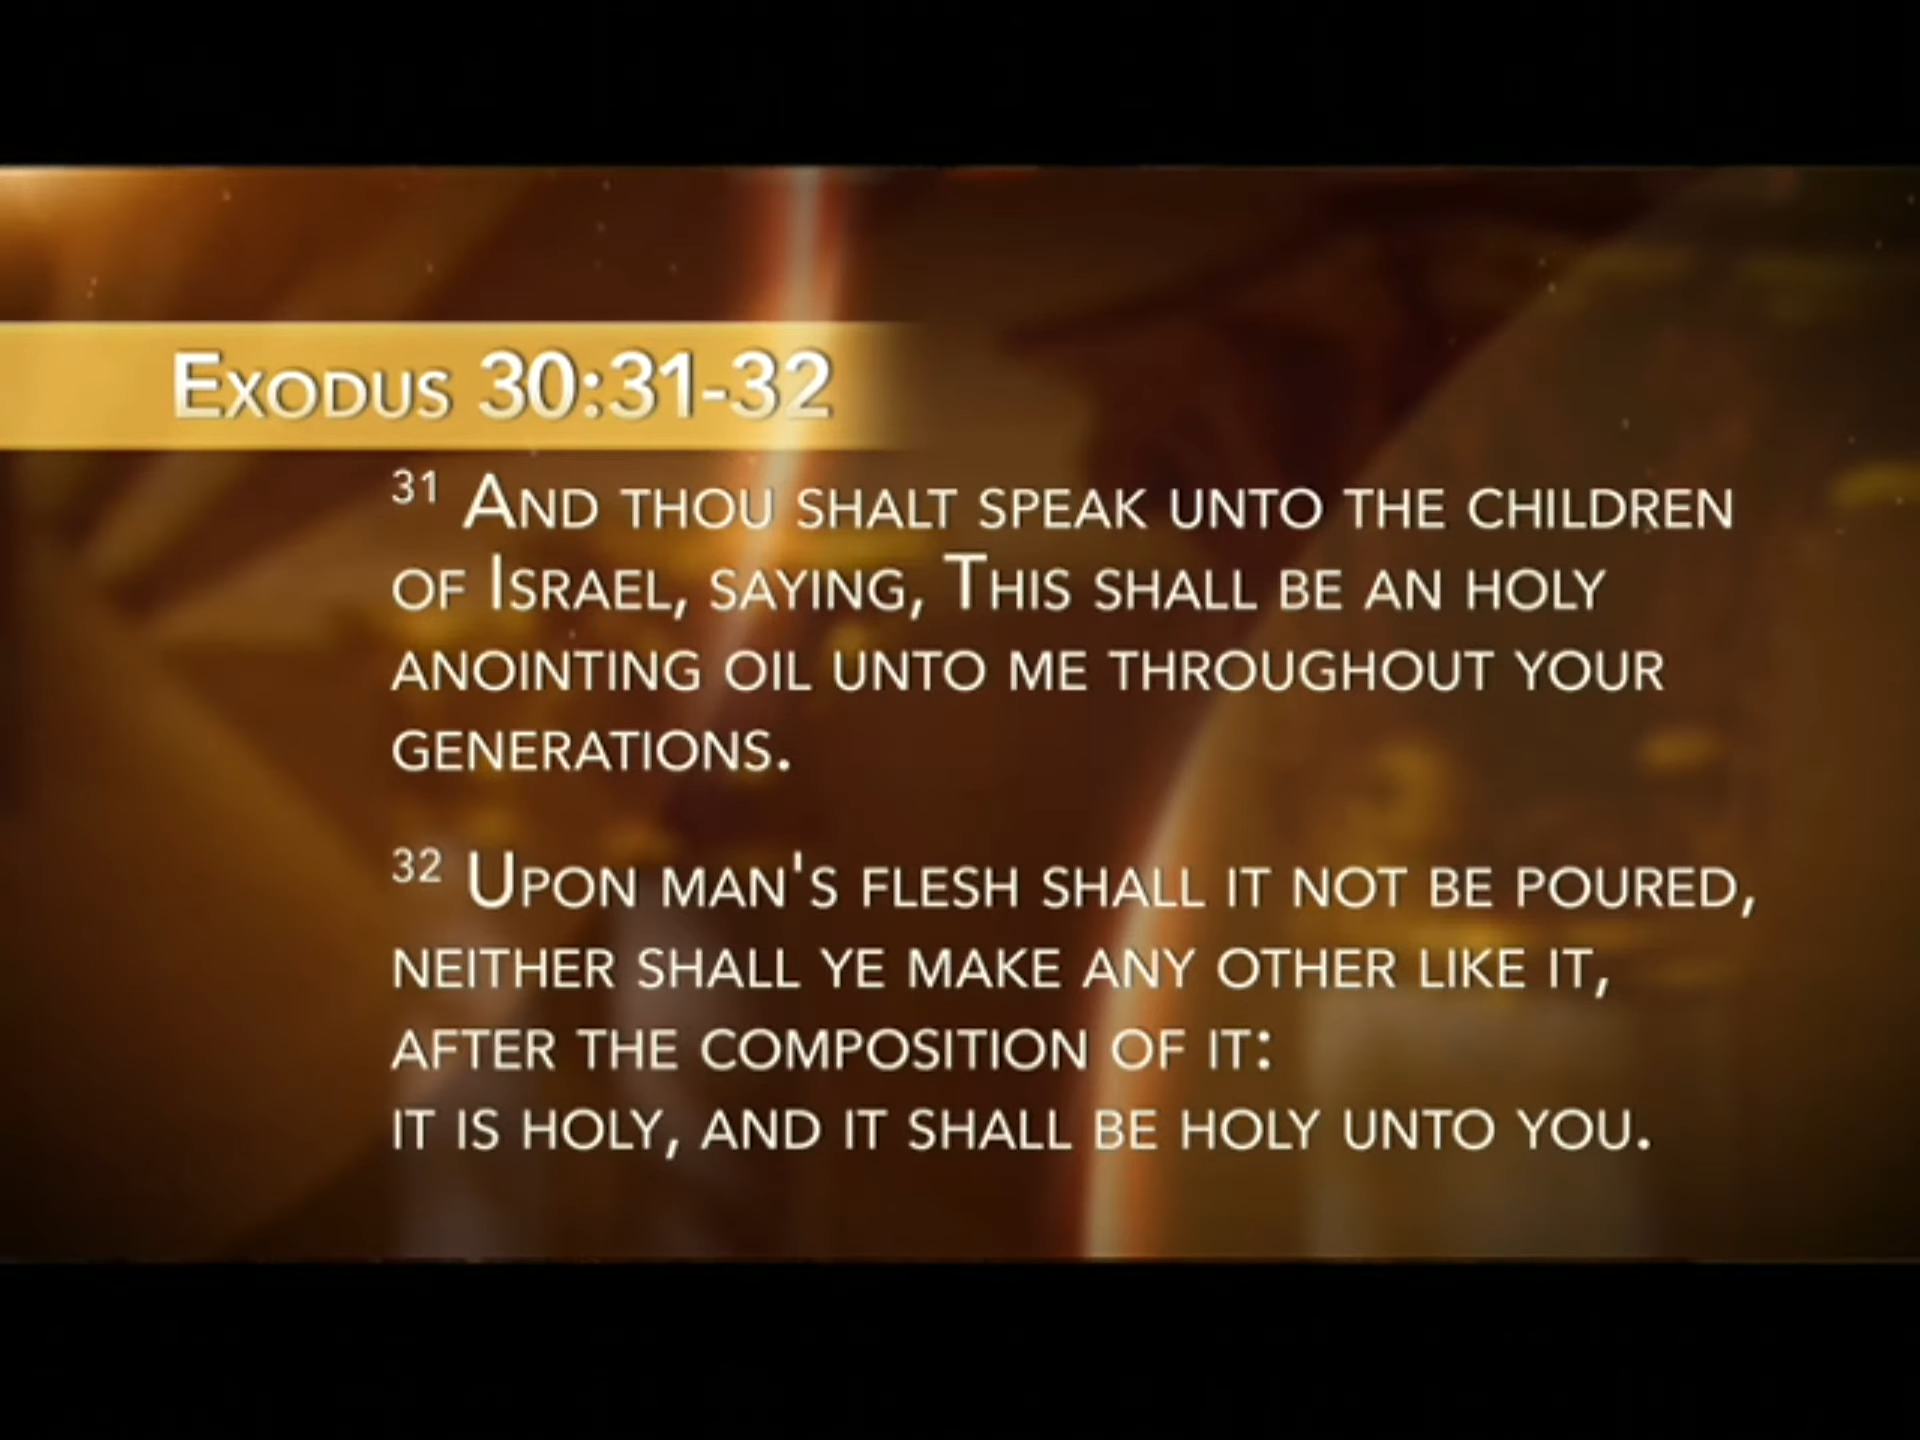 Exodus 30:31-32
31 And thou shalt speak unto the children
of Israel, saying, This shall be an holy
anointing oil unto me throughout your
generations.
32 Upon man's flesh shall it not be poured,
neither shall ye make any other like it,
after the composition of it:
it is holy, and it shall be holy unto you.